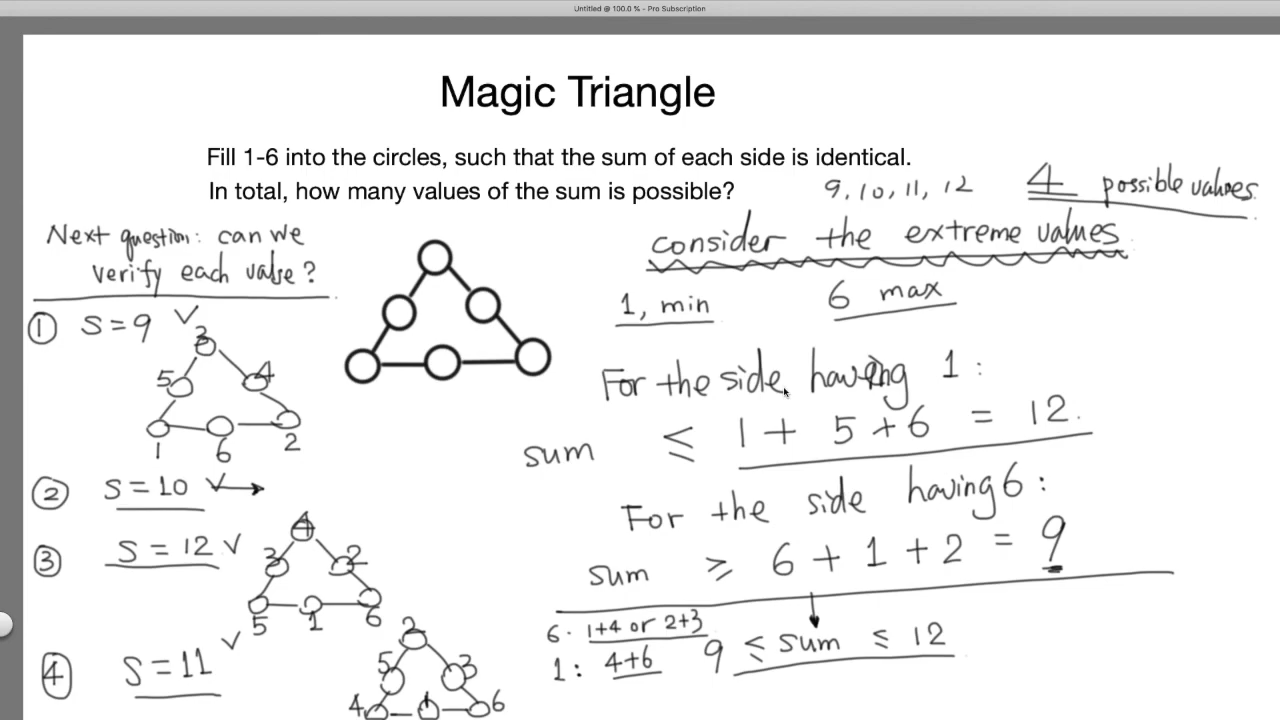 Untitled @ 100.0 % - Pro Subscription
Magic Triangle
Fill 1-6 into the circles, such that the sum of each side is identical.
In total, how many values of the sum is possible?
9, 10, 11, 12
4 possible values
Next question: can we
verify each value?
consider the extreme values
1, min
6 max
① S = 9 ✓
3
5 4
1 6 2
For the side having 1:
sum ≤ 1 + 5 + 6 = 12.
② S = 10 ✓→
For the side having 6:
sum ≥ 6 + 1 + 2 = 9
③ S = 12 ✓
4
3 2
5 1 6
6. 1+4 or 2+3
1: 4+6
9 ≤ sum ≤ 12
④ S = 11 ✓
2
5 3
4 1 6